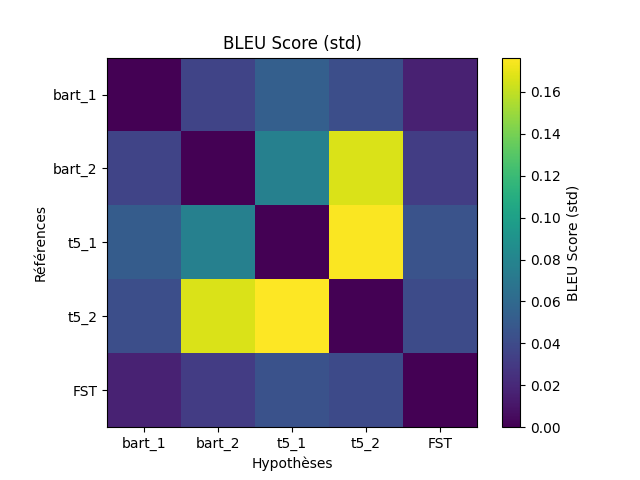 BLEU Score (std)
bart_1
bart_2
t5_1
t5_2
FST
Références
bart_1 bart_2 t5_1 t5_2 FST
Hypothèses
0.16
0.14
0.12
0.10
0.08
0.06
0.04
0.02
0.00
BLEU Score (std)